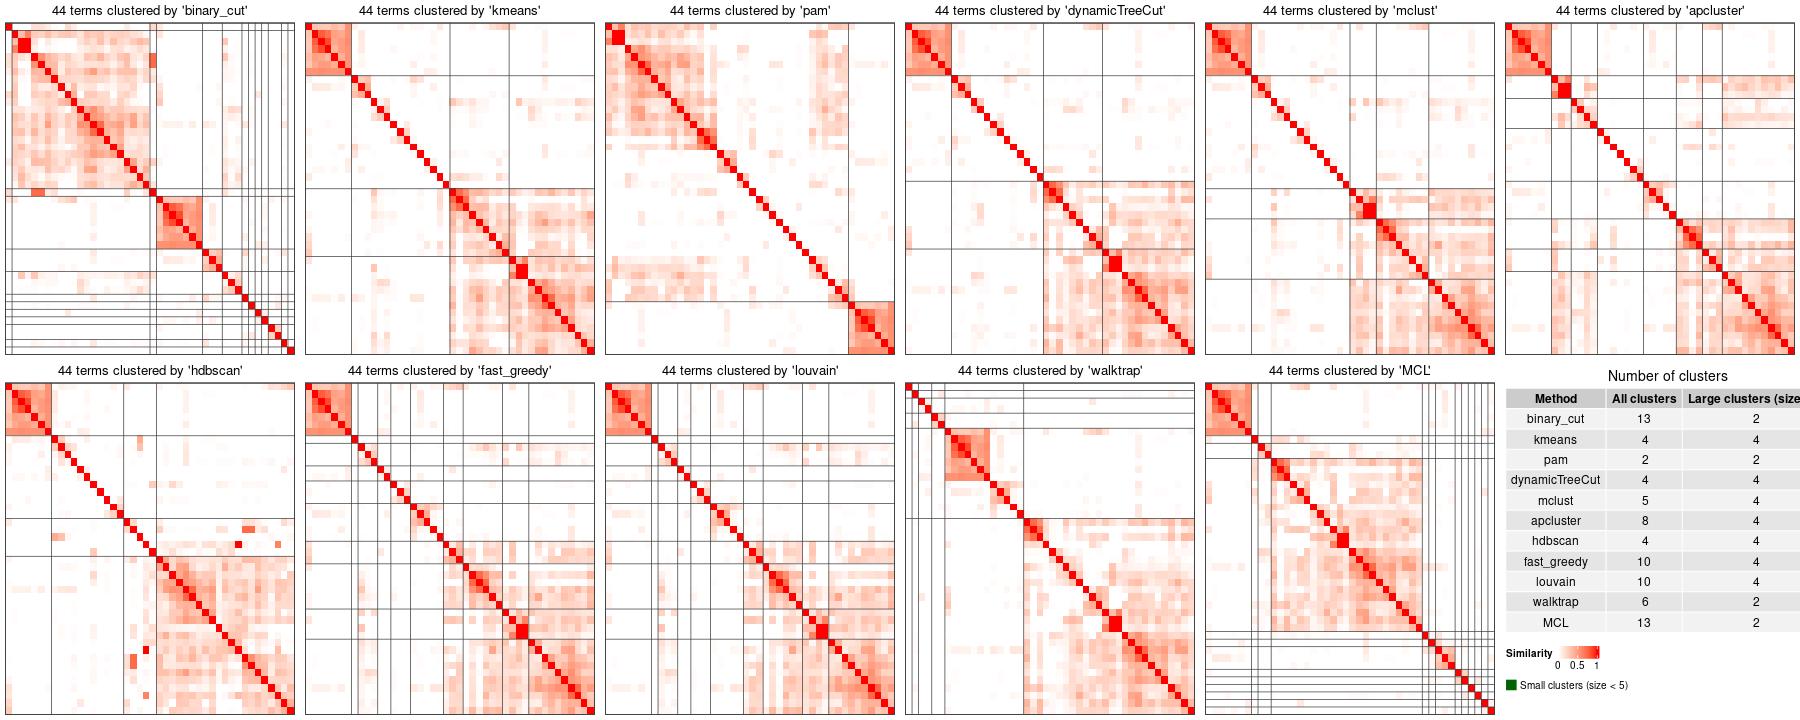 44 terms clustered by 'binary_cut'
44 terms clustered by 'kmeans'
44 terms clustered by 'pam'
44 terms clustered by 'dynamicTreeCut'
44 terms clustered by 'mclust'
44 terms clustered by 'apcluster'
44 terms clustered by 'hdbscan'
44 terms clustered by 'fast_greedy'
44 terms clustered by 'louvain'
44 terms clustered by 'walktrap'
44 terms clustered by 'MCL'
Number of clusters
Method All clusters Large clusters (size
binary_cut 13 2
kmeans 4 4
pam 2 2
dynamicTreeCut 4 4
mclust 5 4
apcluster 8 4
hdbscan 4 4
fast_greedy 10 4
louvain 10 4
walktrap 6 2
MCL 13 2
Similarity
0 0.5 1
Small clusters (size < 5)